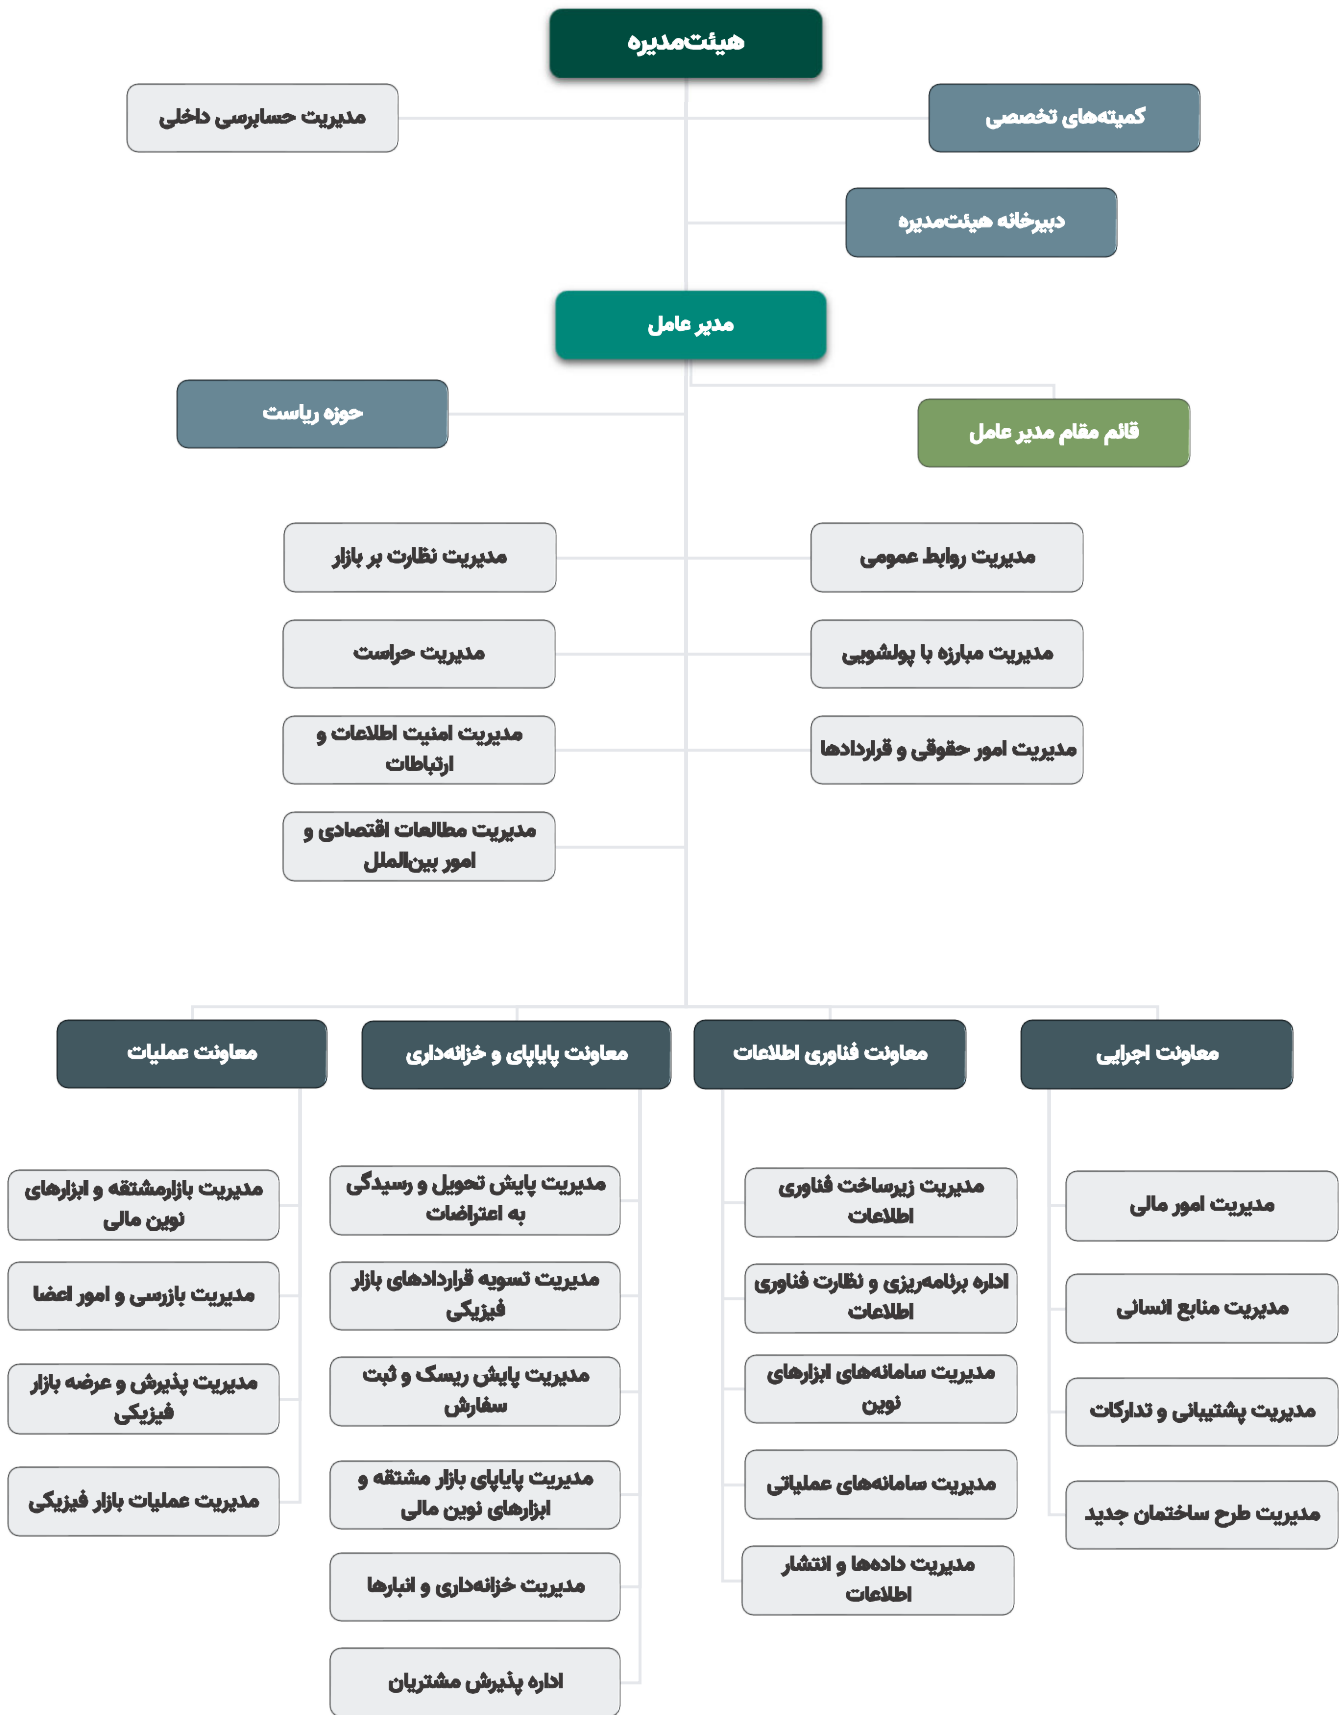 هیئت‌مدیره
کمیته‌های تخصصی
مدیریت حسابرسی داخلی
دبیرخانه هیئت‌مدیره
مدیر عامل
قائم مقام مدیر عامل
حوزه ریاست
مدیریت روابط عمومی
مدیریت نظارت بر بازار
مدیریت مبارزه با پولشویی
مدیریت حراست
مدیریت امور حقوقی و قراردادها
مدیریت امنیت اطلاعات و
ارتباطات
مدیریت مطالعات اقتصادی و
امور بین‌الملل
معاونت اجرایی
معاونت فناوری اطلاعات
معاونت پایاپای و خزانه‌داری
معاونت عملیات
مدیریت امور مالی
مدیریت منابع انسانی
مدیریت پشتیبانی و تدارکات
مدیریت طرح ساختمان جدید
مدیریت زیرساخت فناوری
اطلاعات
اداره برنامه‌ریزی و نظارت فناوری
اطلاعات
مدیریت سامانه‌های ابزارهای
نوین
مدیریت سامانه‌های عملیاتی
مدیریت داده‌ها و انتشار
اطلاعات
مدیریت پایش تحویل و رسیدگی
به اعتراضات
مدیریت تسویه قراردادهای بازار
فیزیکی
مدیریت پایش ریسک و ثبت
سفارش
مدیریت پایاپای بازار مشتقه و
ابزارهای نوین مالی
مدیریت خزانه‌داری و انبارها
اداره پذیرش مشتریان
مدیریت بازارمشتقه و ابزارهای
نوین مالی
مدیریت بازرسی و امور اعضا
مدیریت پذیرش و عرضه بازار
فیزیکی
مدیریت عملیات بازار فیزیکی